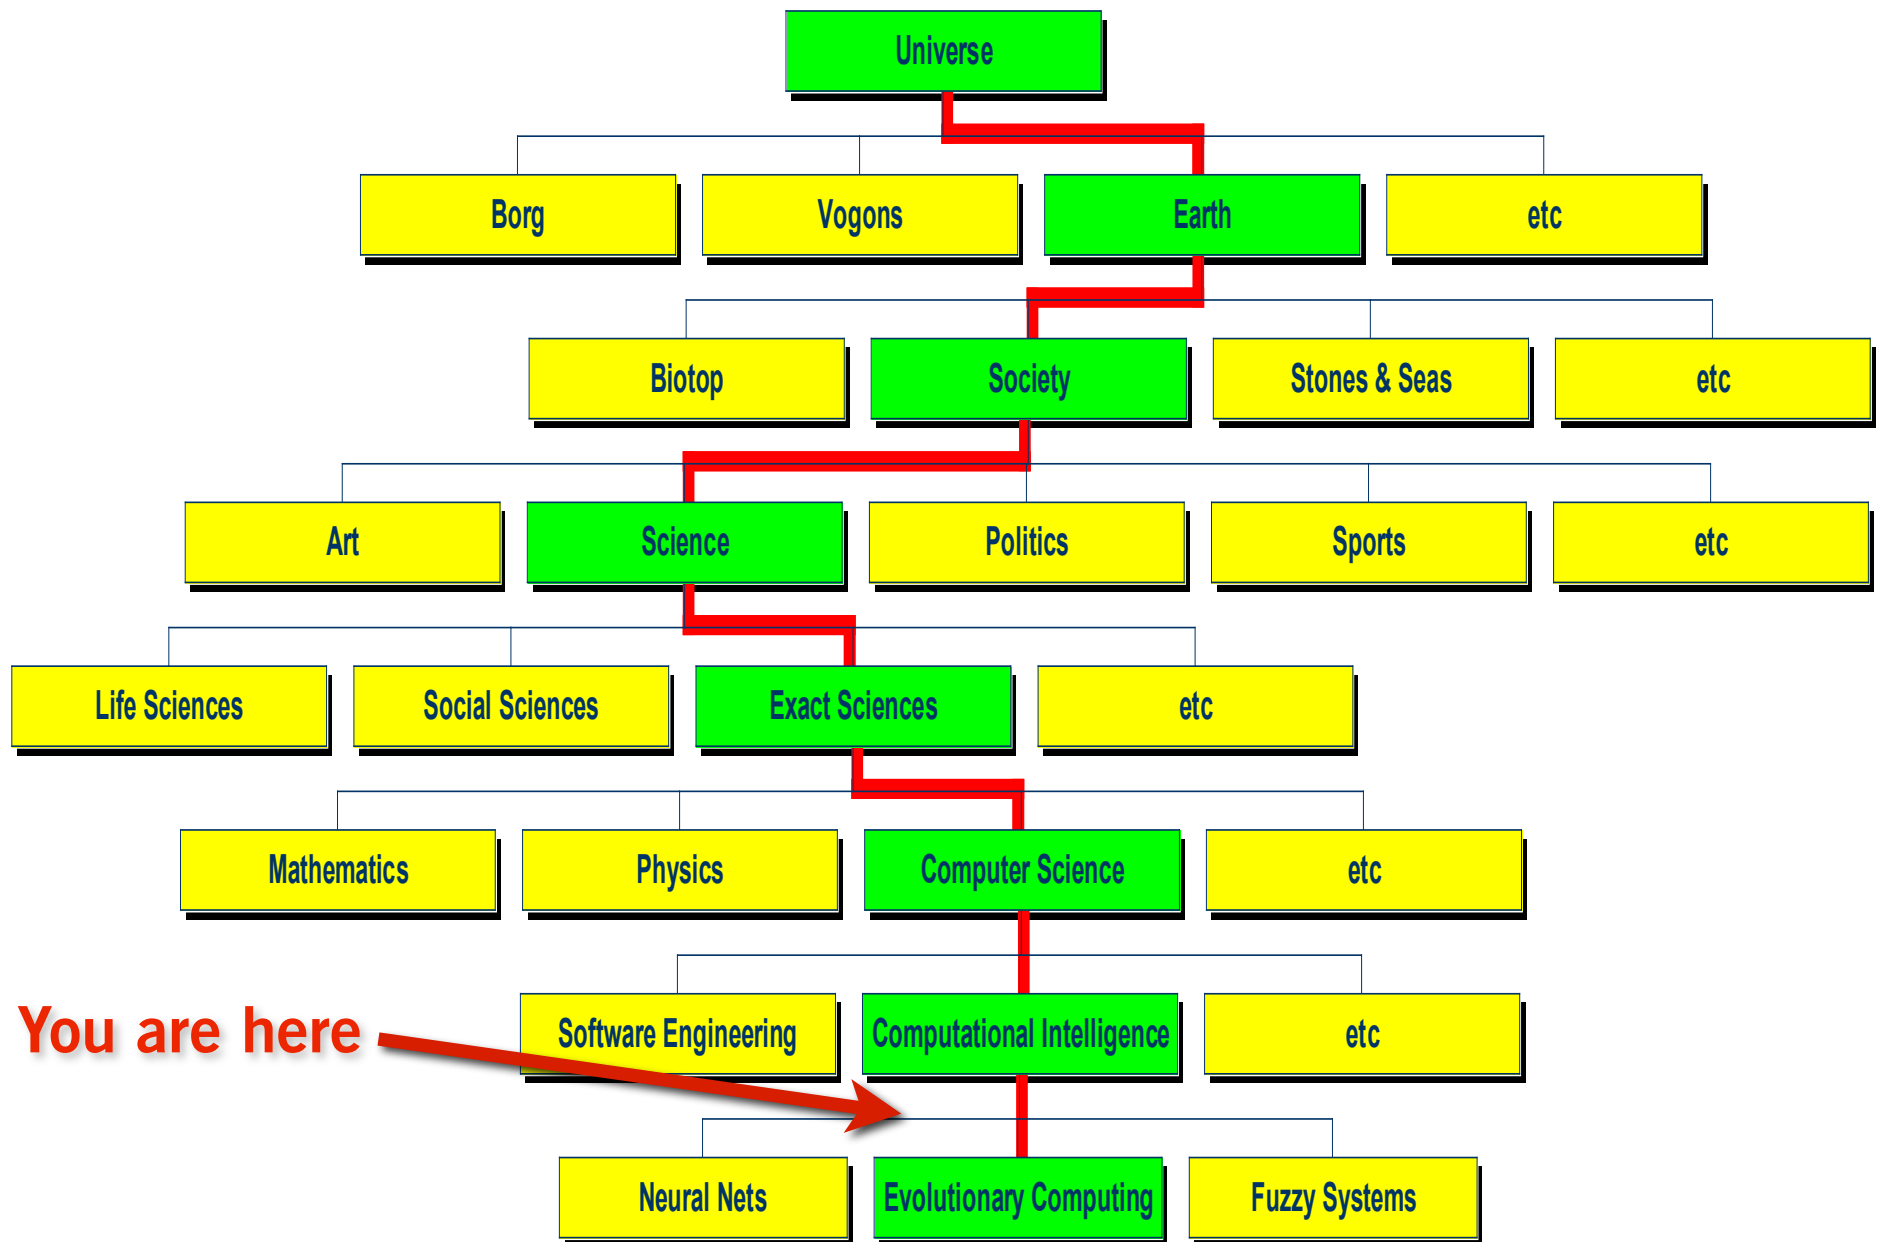 Universe
Borg
Vogons
Earth
etc
Biotop
Society
Stones & Seas
etc
Art
Science
Politics
Sports
etc
Life Sciences
Social Sciences
Exact Sciences
etc
Mathematics
Physics
Computer Science
etc
You are here
Software Engineering
Computational Intelligence
etc
Neural Nets
Evolutionary Computing
Fuzzy Systems